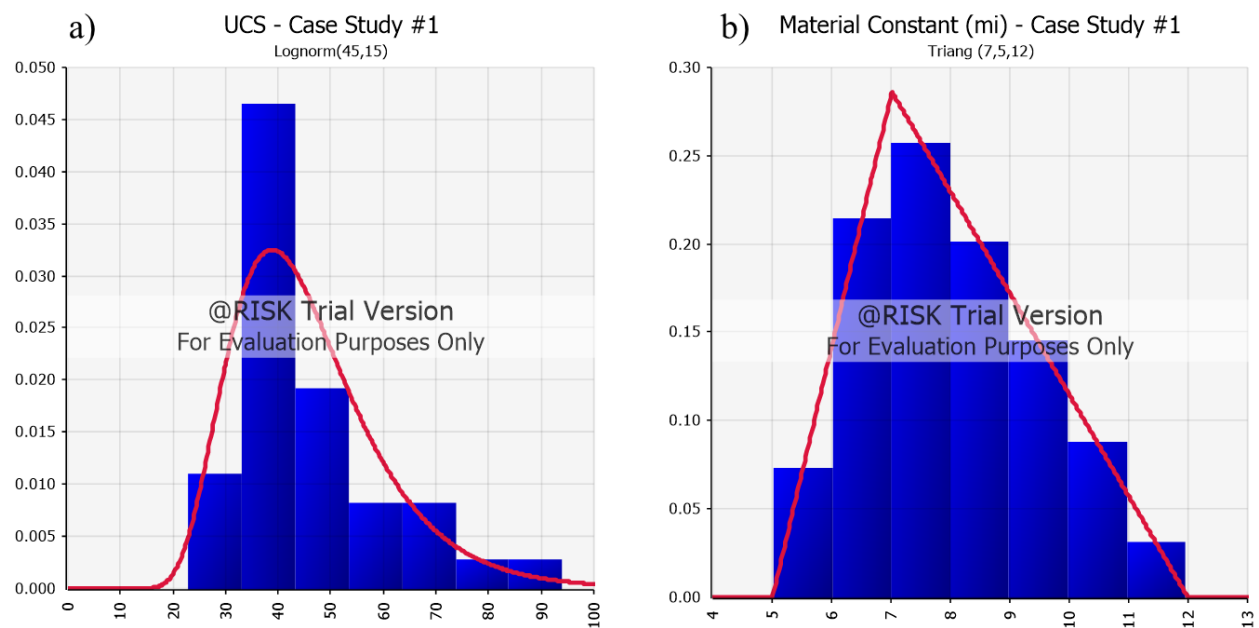 a)
UCS - Case Study #1
Lognorm(45,15)
0.050
0.045
0.040
0.035
0.030
0.025
0.020
0.015
0.010
0.005
0.000
@RISK Trial Version
For Evaluation Purposes Only
0 10 20 30 40 50 60 70 80 90 100
b)
Material Constant (mi) - Case Study #1
Triang (7,5,12)
0.30
0.25
0.20
0.15
0.10
0.05
0.00
@RISK Trial Version
For Evaluation Purposes Only
4 5 6 7 8 9 10 11 12 13